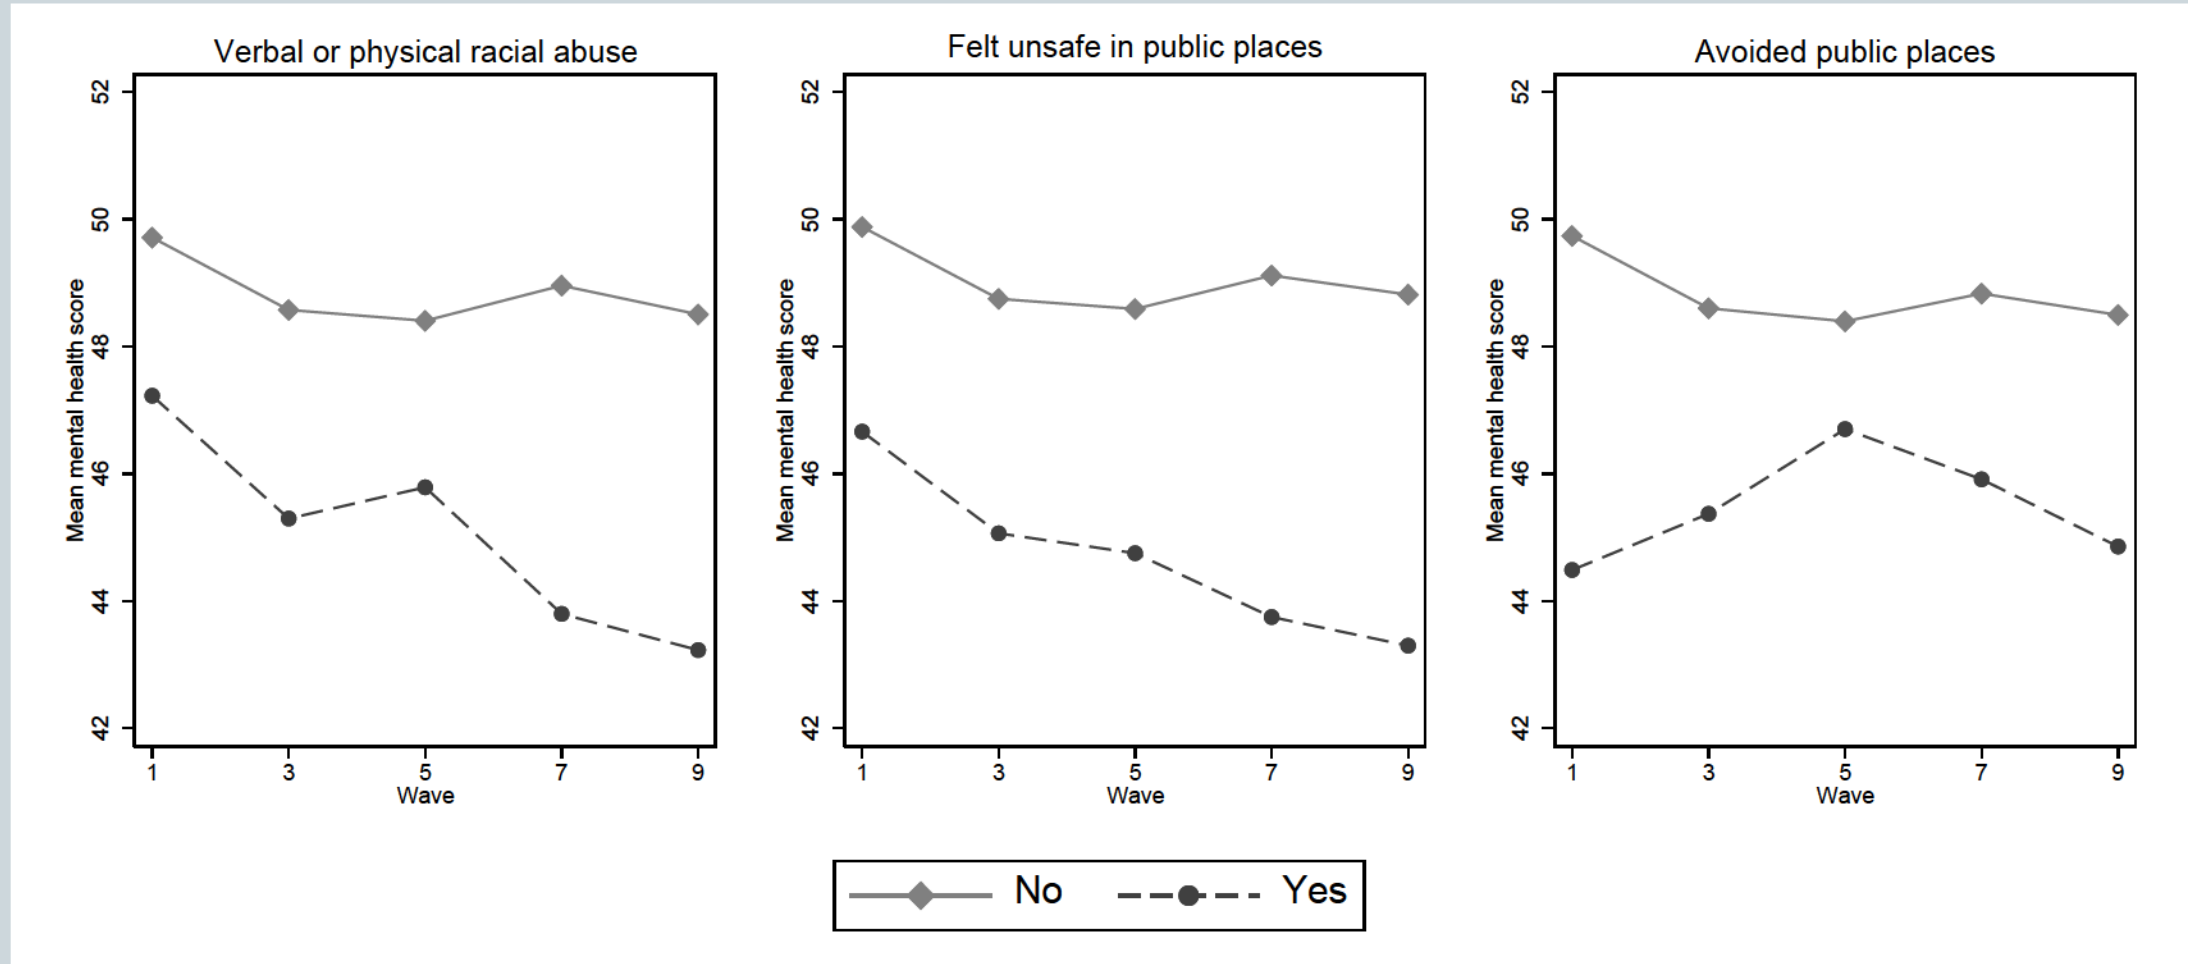 Verbal or physical racial abuse
Mean mental health score
52
50
48
46
44
42
1 3 5 7 9
Wave
Felt unsafe in public places
Mean mental health score
52
50
48
46
44
42
1 3 5 7 9
Wave
Avoided public places
Mean mental health score
52
50
48
46
44
42
1 3 5 7 9
Wave
No Yes